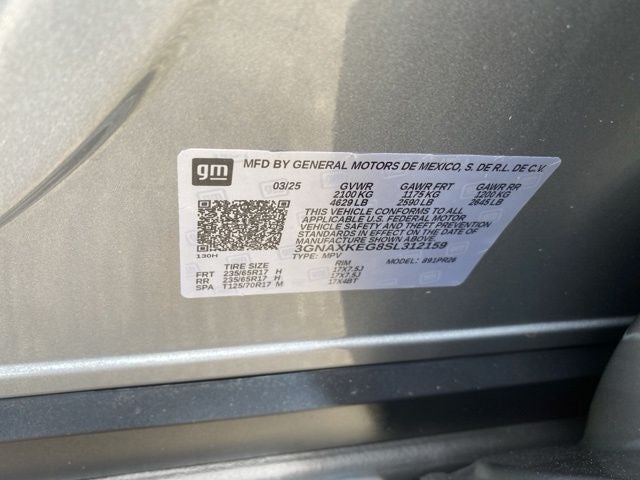 gm MFD BY GENERAL MOTORS DE MEXICO, S. DE R.L. DE C.V.
03/25 GVWR GAWR FRT GAWR RR
2100 KG 1175 KG 1200 KG
4629 LB 2590 LB 2645 LB
THIS VEHICLE CONFORMS TO ALL
APPLICABLE U.S. FEDERAL MOTOR
VEHICLE SAFETY AND THEFT PREVENTION
STANDARDS IN EFFECT ON THE DATE OF
MANUFACTURE SHOWN ABOVE.
130H 3GNAXKEG8SL312159
TYPE: MPV MODEL: 891PR26
TIRE SIZE RIM
FRT 235/65R17 H 17X7.5J
RR 235/65R17 H 17X7.5J
SPA T125/70R17 M 17X4BT